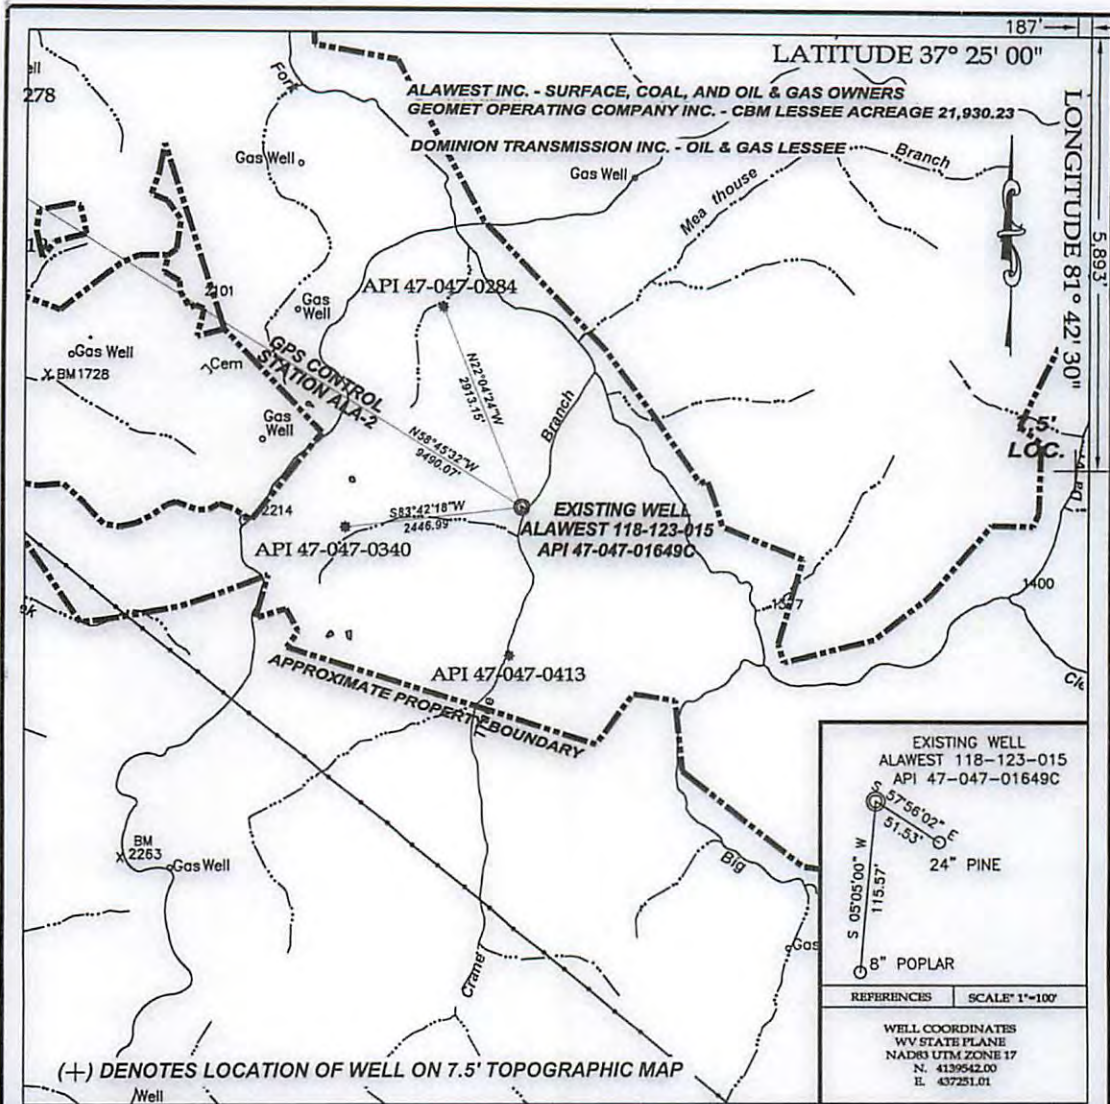 187'
LATITUDE 37° 25' 00"
ell
278
ALAWEST INC. - SURFACE, COAL, AND OIL & GAS OWNERS
GEOMET OPERATING COMPANY INC. - CBM LESSEE ACREAGE 21,930.23
DOMINION TRANSMISSION INC. - OIL & GAS LESSEE
LONGITUDE 81° 42' 30"
5,893'
Fork
Gas Well
Gas Well
Branch
Mea thouse
API 47-047-0284
2101
Gas
Well
Gas Well
BM 1728
Cem
GPS CONTROL
STATION ALA-2
Gas
Well
N22°04'24"W
2913.15'
N58°45'32"W
9490.07'
Branch
7.5'
LOC.
2214
S83°42'18"W
2446.99'
EXISTING WELL
ALAWEST 118-123-015
API 47-047-01649C
API 47-047-0340
1400
1377
API 47-047-0413
APPROXIMATE PROPERTY BOUNDARY
BM
2263
Gas Well
Big
Gas
Crane
EXISTING WELL
ALAWEST 118-123-015
API 47-047-01649C
S 57°56'02" E
51.53'
24" PINE
S 05°05'00" W
115.57'
8" POPLAR
REFERENCES
SCALE" 1"=100'
WELL COORDINATES
WV STATE PLANE
NAD83 UTM ZONE 17
N. 4139542.00
E. 437251.01
(+) DENOTES LOCATION OF WELL ON 7.5' TOPOGRAPHIC MAP
Well